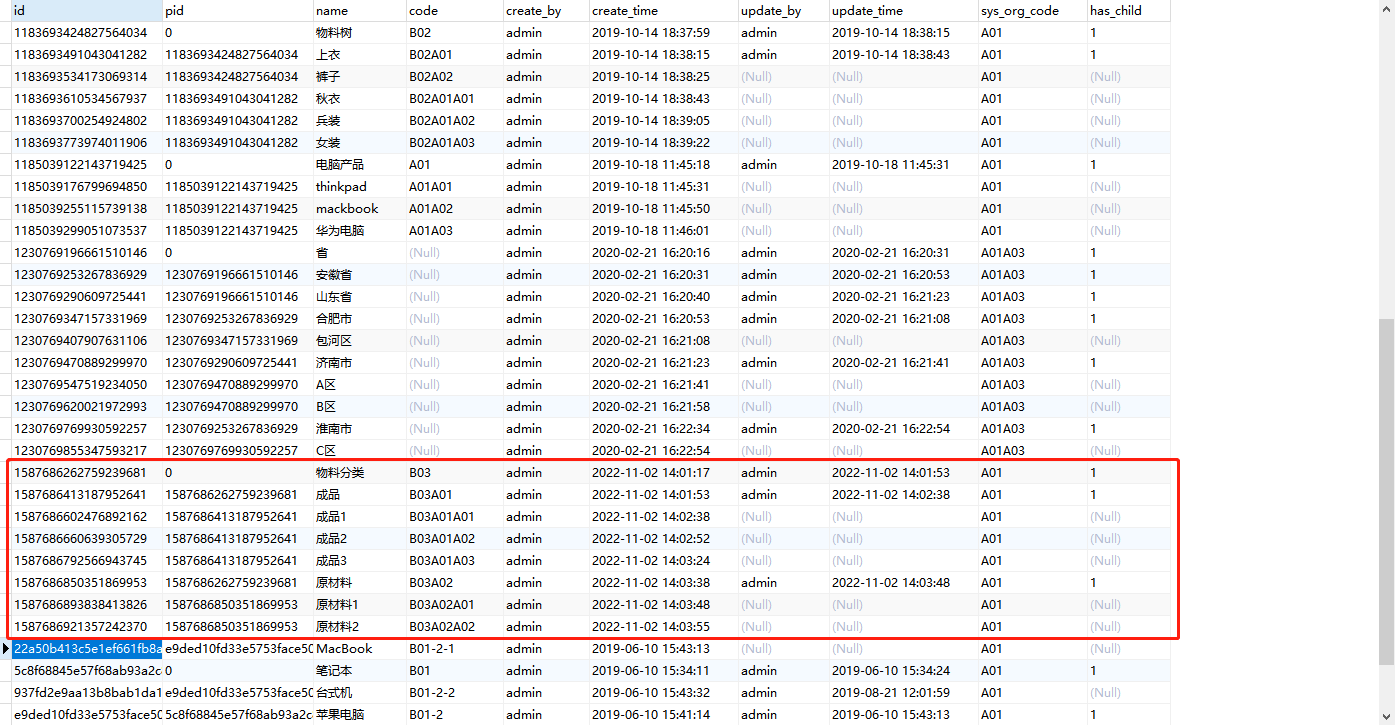 id pid name code create_by create_time update_by update_time sys_org_code has_child
1183693424827564034 0 物料树 B02 admin 2019-10-14 18:37:59 admin 2019-10-14 18:38:15 A01 1
1183693491043041282 1183693424827564034 上衣 B02A01 admin 2019-10-14 18:38:15 admin 2019-10-14 18:38:43 A01 1
1183693534173069314 1183693424827564034 裤子 B02A02 admin 2019-10-14 18:38:25 (Null) (Null) A01 (Null)
1183693610534567937 1183693491043041282 秋衣 B02A01A01 admin 2019-10-14 18:38:43 (Null) (Null) A01 (Null)
1183693700254924802 1183693491043041282 兵装 B02A01A02 admin 2019-10-14 18:39:05 (Null) (Null) A01 (Null)
1183693773974011906 1183693491043041282 女装 B02A01A03 admin 2019-10-14 18:39:22 (Null) (Null) A01 (Null)
1185039122143719425 0 电脑产品 A01 admin 2019-10-18 11:45:18 admin 2019-10-18 11:45:31 A01 1
1185039176799694850 1185039122143719425 thinkpad A01A01 admin 2019-10-18 11:45:31 (Null) (Null) A01 (Null)
1185039255115739138 1185039122143719425 mackbook A01A02 admin 2019-10-18 11:45:50 (Null) (Null) A01 (Null)
1185039299051073537 1185039122143719425 华为电脑 A01A03 admin 2019-10-18 11:46:01 (Null) (Null) A01 (Null)
1230769196661510146 0 省 (Null) admin 2020-02-21 16:20:16 admin 2020-02-21 16:20:31 A01A03 1
1230769253267836929 1230769196661510146 安徽省 (Null) admin 2020-02-21 16:20:31 admin 2020-02-21 16:20:53 A01A03 1
1230769290609725441 1230769196661510146 山东省 (Null) admin 2020-02-21 16:20:40 admin 2020-02-21 16:21:23 A01A03 1
1230769347157331969 1230769253267836929 合肥市 (Null) admin 2020-02-21 16:20:53 admin 2020-02-21 16:21:08 A01A03 1
1230769407907631106 1230769347157331969 包河区 (Null) admin 2020-02-21 16:21:08 (Null) (Null) A01A03 (Null)
1230769470889299970 1230769290609725441 济南市 (Null) admin 2020-02-21 16:21:23 admin 2020-02-21 16:21:41 A01A03 1
1230769547519234050 1230769470889299970 A区 (Null) admin 2020-02-21 16:21:41 (Null) (Null) A01A03 (Null)
1230769620021972993 1230769470889299970 B区 (Null) admin 2020-02-21 16:21:58 (Null) (Null) A01A03 (Null)
1230769769930592257 1230769253267836929 淮南市 (Null) admin 2020-02-21 16:22:34 admin 2020-02-21 16:22:54 A01A03 1
1230769855347593217 1230769769930592257 C区 (Null) admin 2020-02-21 16:22:54 (Null) (Null) A01A03 (Null)
1587686262759239681 0 物料分类 B03 admin 2022-11-02 14:01:17 admin 2022-11-02 14:01:53 A01 1
1587686413187952641 1587686262759239681 成品 B03A01 admin 2022-11-02 14:01:53 admin 2022-11-02 14:02:38 A01 1
1587686602476892162 1587686413187952641 成品1 B03A01A01 admin 2022-11-02 14:02:38 (Null) (Null) A01 (Null)
1587686660639305729 1587686413187952641 成品2 B03A01A02 admin 2022-11-02 14:02:52 (Null) (Null) A01 (Null)
1587686792566943745 1587686413187952641 成品3 B03A01A03 admin 2022-11-02 14:03:24 (Null) (Null) A01 (Null)
1587686850351869953 1587686262759239681 原材料 B03A02 admin 2022-11-02 14:03:38 admin 2022-11-02 14:03:48 A01 1
1587686893838413826 1587686850351869953 原材料1 B03A02A01 admin 2022-11-02 14:03:48 (Null) (Null) A01 (Null)
1587686921357242370 1587686850351869953 原材料2 B03A02A02 admin 2022-11-02 14:03:55 (Null) (Null) A01 (Null)
22a50b413c5e1ef661fb8a e9ded10fd33e5753face50 MacBook B01-2-1 admin 2019-06-10 15:43:13 (Null) (Null) A01 (Null)
5c8f68845e57f68ab93a2c 0 笔记本 B01 admin 2019-06-10 15:34:11 admin 2019-06-10 15:34:24 A01 1
937fd2e9aa13b8bab1da1 e9ded10fd33e5753face50 台式机 B01-2-2 admin 2019-06-10 15:43:32 admin 2019-08-21 12:01:59 A01 (Null)
e9ded10fd33e5753face50 5c8f68845e57f68ab93a2c 苹果电脑 B01-2 admin 2019-06-10 15:41:14 admin 2019-06-10 15:43:13 A01 1